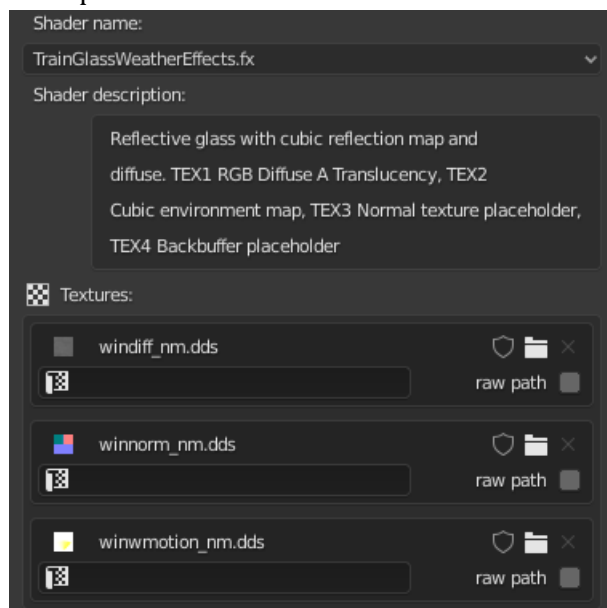 Shader name:
TrainGlassWeatherEffects.fx
Shader description:
Reflective glass with cubic reflection map and
diffuse. TEX1 RGB Diffuse A Translucency, TEX2
Cubic environment map, TEX3 Normal texture placeholder,
TEX4 Backbuffer placeholder
Textures:
windiff_nm.dds
raw path
winnorm_nm.dds
raw path
winwmotion_nm.dds
raw path